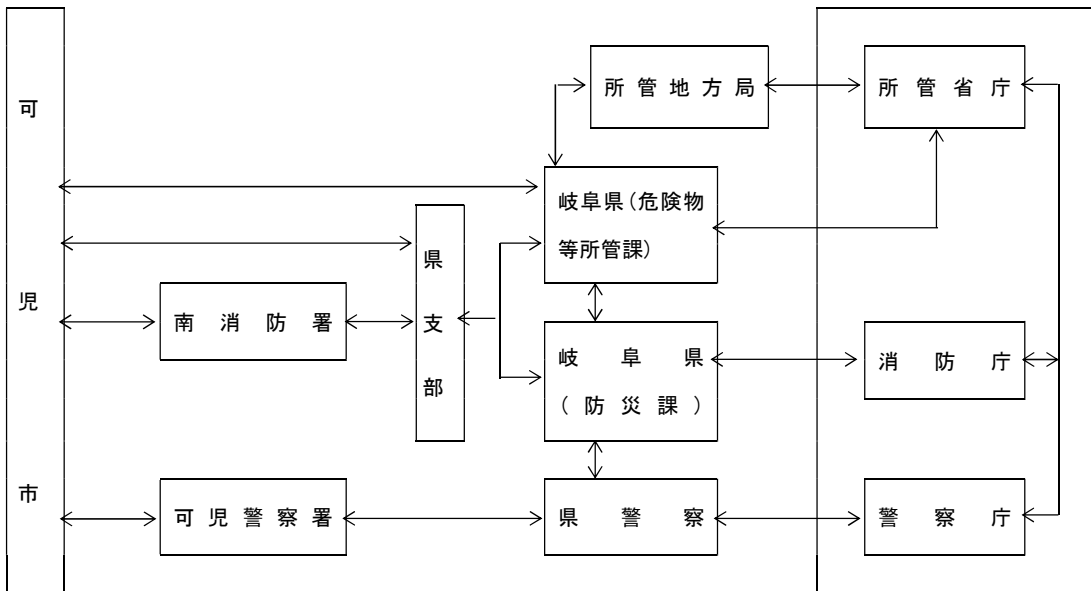 可児市
所管地方局
所管省庁
岐阜県(危険物
等所管課)
県支部
南消防署
岐阜県
(防災課)
消防庁
可児警察署
県警察
警察庁